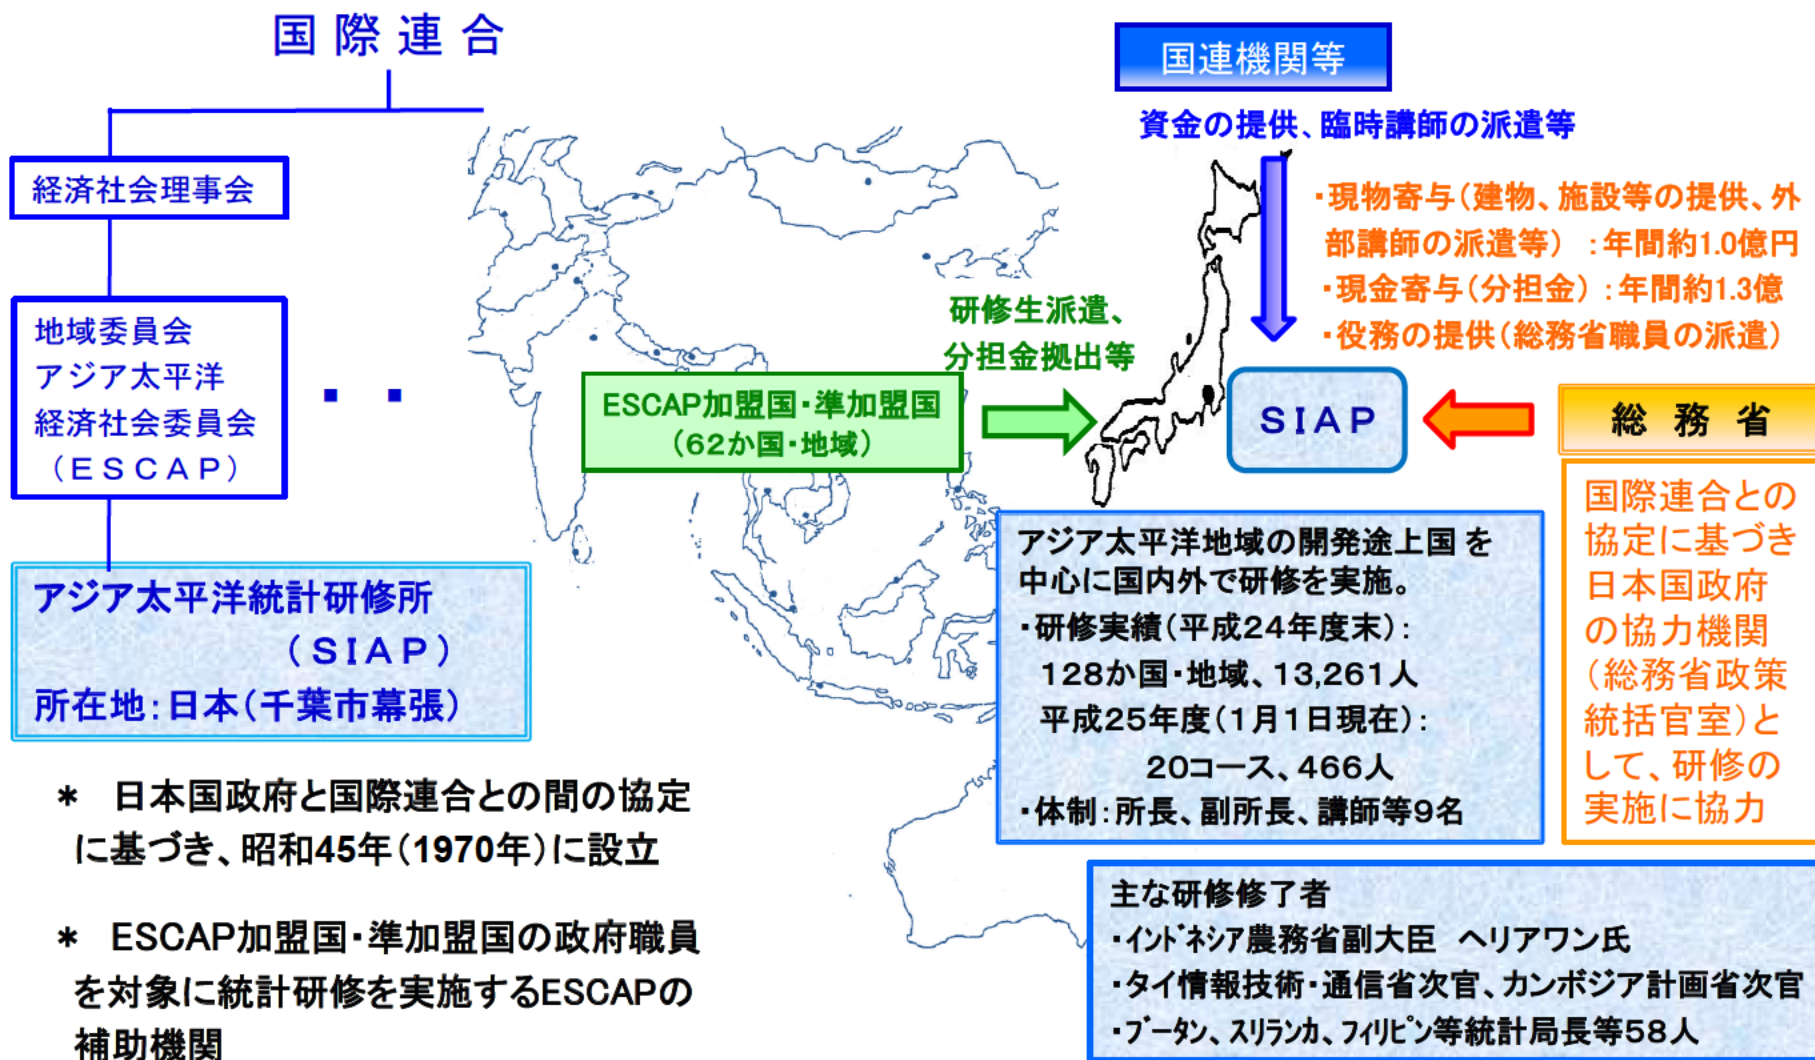 国際連合
経済社会理事会
地域委員会
アジア太平洋
経済社会委員会
(ESCAP)
・・
アジア太平洋統計研修所
(SIAP)
所在地:日本(千葉市幕張)
* 日本国政府と国際連合との間の協定
に基づき、昭和45年(1970年)に設立
* ESCAP加盟国・準加盟国の政府職員
を対象に統計研修を実施するESCAPの
補助機関
研修生派遣、
分担金拠出等
ESCAP加盟国・準加盟国
(62か国・地域)
国連機関等
資金の提供、臨時講師の派遣等
・現物寄与(建物、施設等の提供、外
部講師の派遣等) :年間約1.0億円
・現金寄与(分担金) :年間約1.3億
・役務の提供(総務省職員の派遣)
SIAP
総務省
国際連合との
協定に基づき
日本国政府
の協力機関
(総務省政策
統括官室)と
して、研修の
実施に協力
アジア太平洋地域の開発途上国 を
中心に国内外で研修を実施。
・研修実績(平成24年度末):
128か国・地域、13,261人
平成25年度(1月1日現在):
20コース、466人
・体制:所長、副所長、講師等9名
主な研修修了者
・インドネシア農務省副大臣 ヘリアワン氏
・タイ情報技術・通信省次官、カンボジア計画省次官
・ブータン、スリランカ、フィリピン等統計局長等58人